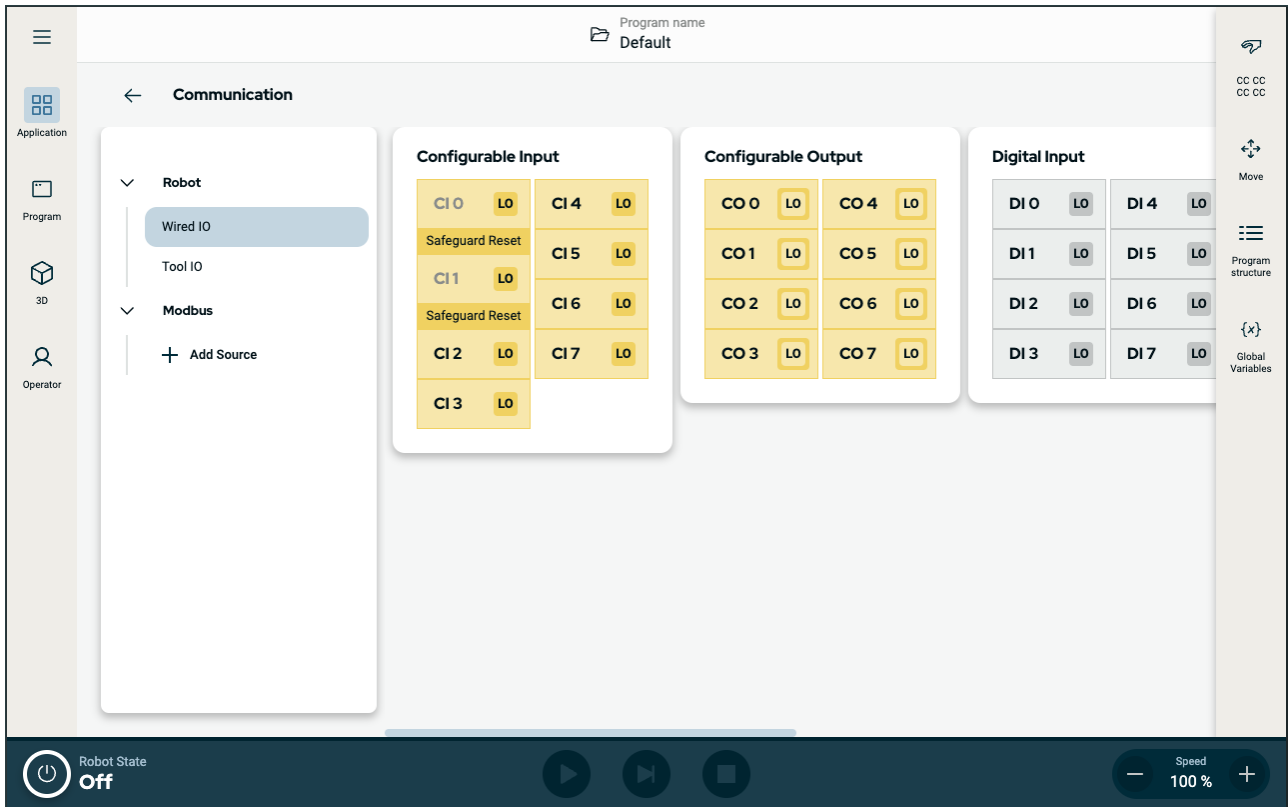 Program name
Default
Application
Program
3D
Operator
Communication
Robot
Wired IO
Tool IO
Modbus
Add Source
Configurable Input
CI 0 LO
Safeguard Reset
CI 1 LO
Safeguard Reset
CI 2 LO
CI 3 LO
CI 4 LO
CI 5 LO
CI 6 LO
CI 7 LO
Configurable Output
CO 0 LO
CO 1 LO
CO 2 LO
CO 3 LO
CO 4 LO
CO 5 LO
CO 6 LO
CO 7 LO
Digital Input
DI 0 LO
DI 1 LO
DI 2 LO
DI 3 LO
DI 4 LO
DI 5 LO
DI 6 LO
DI 7 LO
CC CC
CC CC
Move
Program
structure
{x}
Global
Variables
Robot State
Off
Speed
100 %